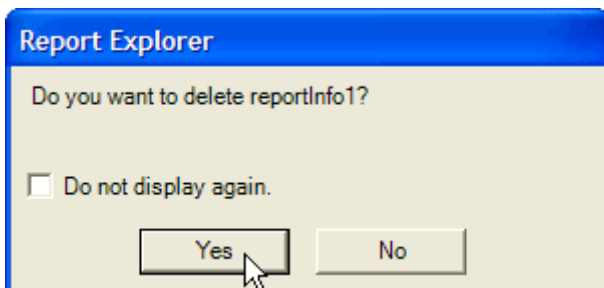 Report Explorer
Do you want to delete reportInfo1?
Do not display again.
Yes No